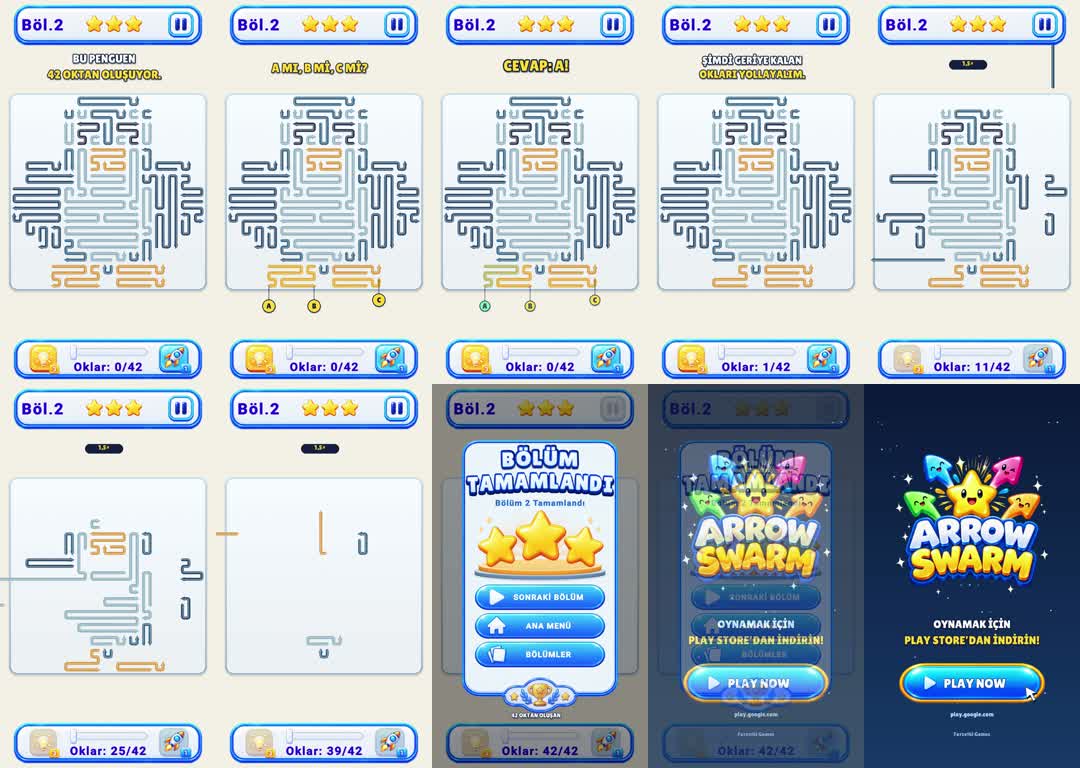 Böl.2
BU PENGUEN
42 OKTAN OLUŞUYOR.
Oklar: 0/42
Böl.2
A MI, B Mİ, C Mİ?
A
B
C
Oklar: 0/42
Böl.2
CEVAP: A!
A
B
C
Oklar: 0/42
Böl.2
ŞİMDİ GERİYE KALAN
OKLARI YOLLAYALIM.
Oklar: 1/42
Böl.2
1,5×
Oklar: 11/42
Böl.2
1,5×
Oklar: 25/42
Böl.2
1,5×
Oklar: 39/42
Böl.2
BÖLÜM
TAMAMLANDI
Bölüm 2 Tamamlandı
SONRAKİ BÖLÜM
ANA MENÜ
BÖLÜMLER
42 OKTAN OLUŞAN
Oklar: 42/42
Böl.2
BÖLÜM
TAMAMLANDI
ARROW
SWARM
SONRAKİ BÖLÜM
OYNAMAK İÇİN
PLAY STORE'DAN İNDİRİN!
BÖLÜMLER
PLAY NOW
play.google.com
Oklar: 42/42
ARROW
SWARM
OYNAMAK İÇİN
PLAY STORE'DAN İNDİRİN!
PLAY NOW
play.google.com